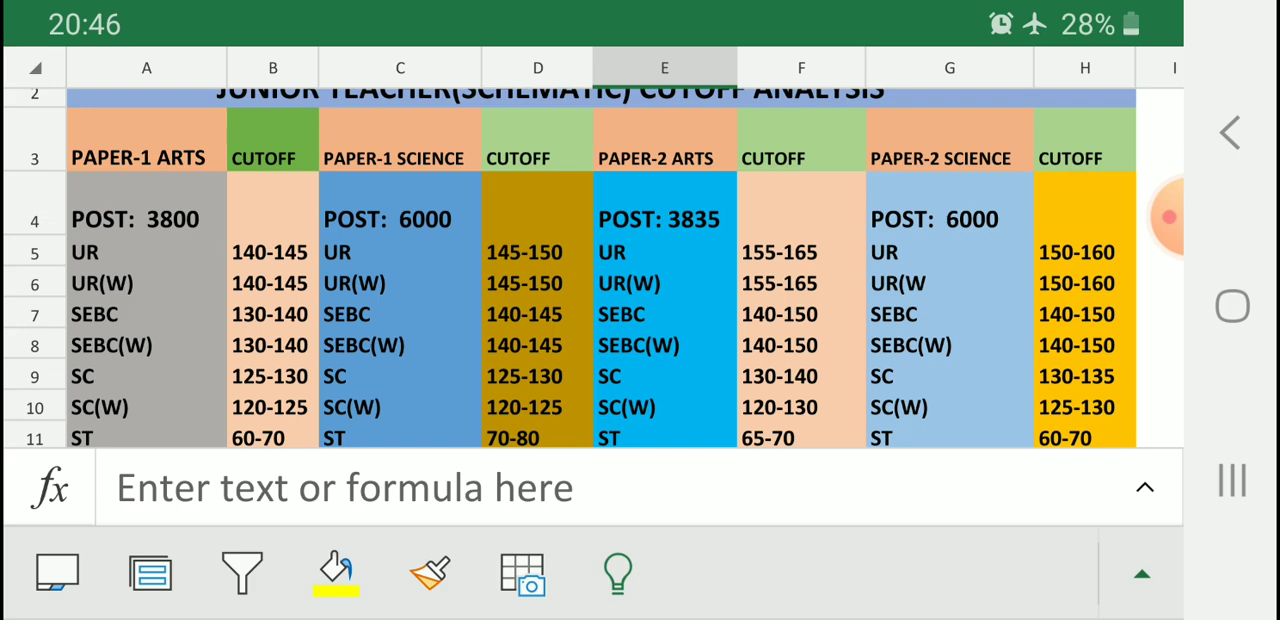 20:46 28%
A B C D E F G H I
2 JUNIOR TEACHER(SCHEMATIC) CUTOFF ANALYSIS
3 PAPER-1 ARTS CUTOFF PAPER-1 SCIENCE CUTOFF PAPER-2 ARTS CUTOFF PAPER-2 SCIENCE CUTOFF
4 POST: 3800 POST: 6000 POST: 3835 POST: 6000
5 UR 140-145 UR 145-150 UR 155-165 UR 150-160
6 UR(W) 140-145 UR(W) 145-150 UR(W) 155-165 UR(W 150-160
7 SEBC 130-140 SEBC 140-145 SEBC 140-150 SEBC 140-150
8 SEBC(W) 130-140 SEBC(W) 140-145 SEBC(W) 140-150 SEBC(W) 140-150
9 SC 125-130 SC 125-130 SC 130-140 SC 130-135
10 SC(W) 120-125 SC(W) 120-125 SC(W) 120-130 SC(W) 125-130
11 ST 60-70 ST 70-80 ST 65-70 ST 60-70
fx Enter text or formula here